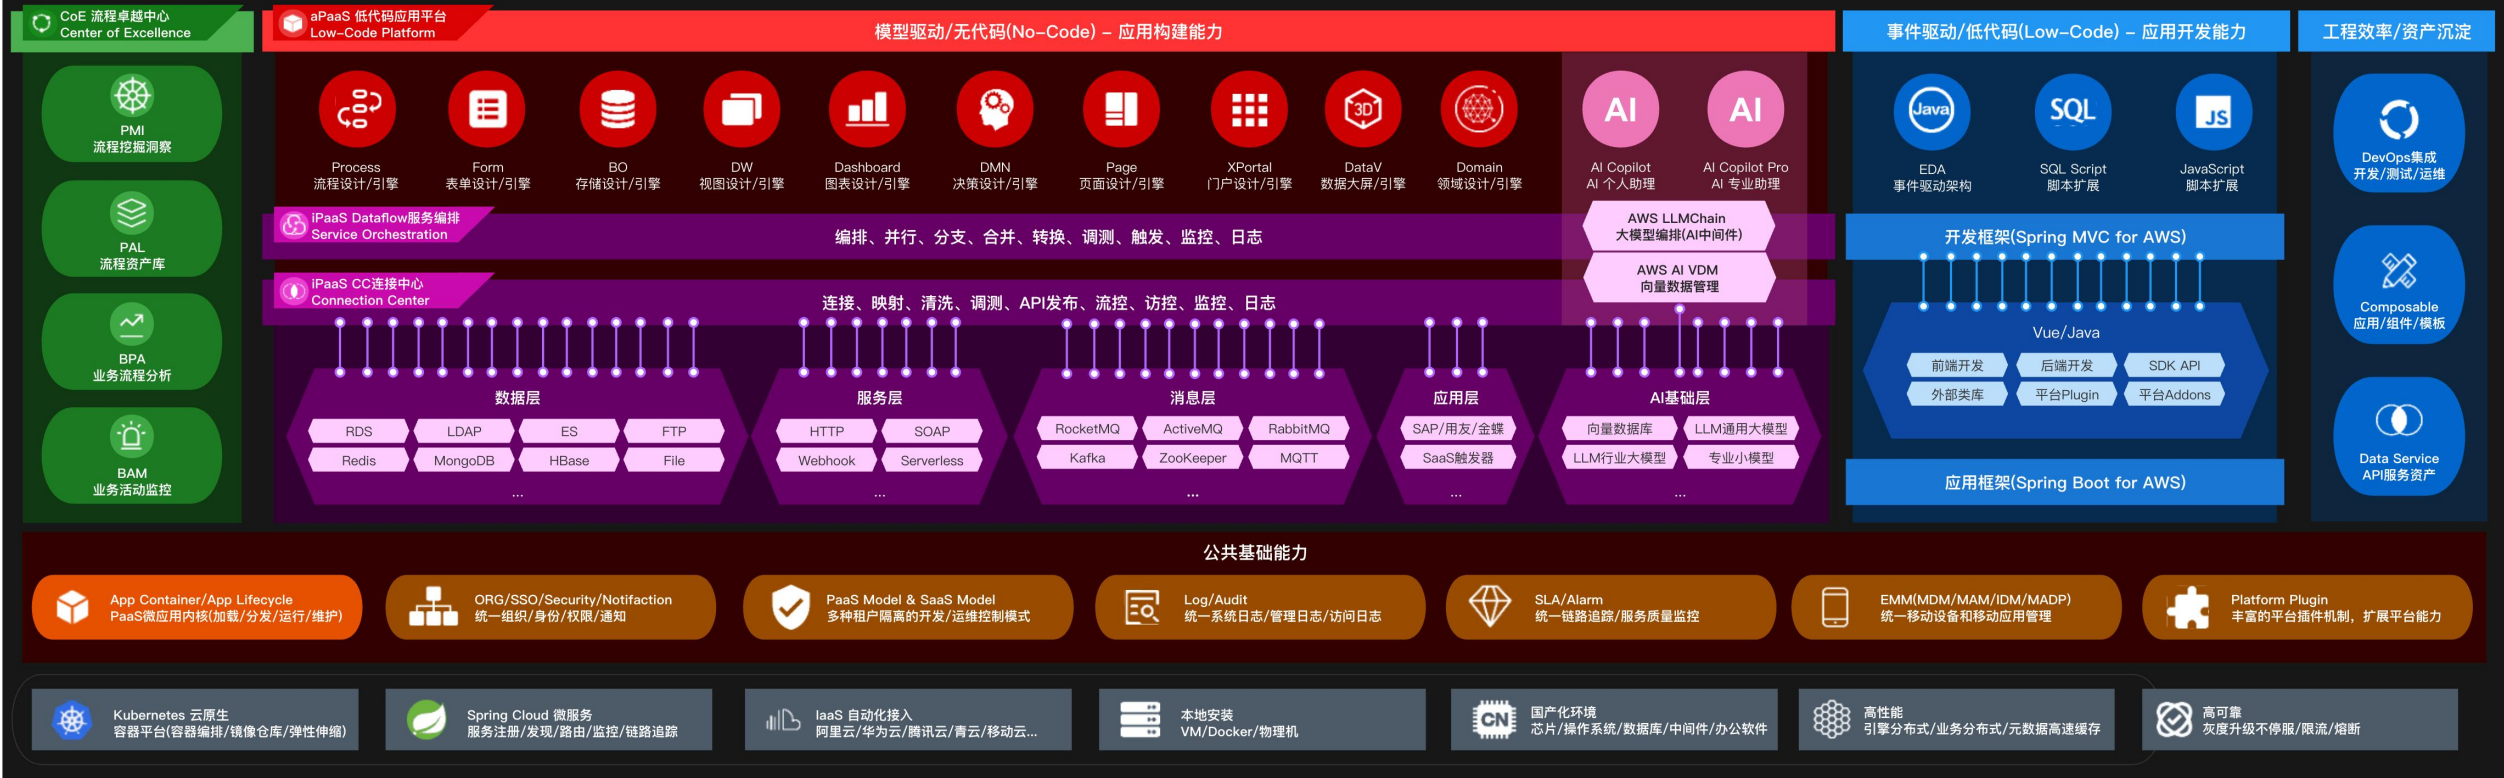 CoE 流程卓越中心
Center of Excellence
PMI
流程挖掘洞察
PAL
流程资产库
BPA
业务流程分析
BAM
业务活动监控
aPaaS 低代码应用平台
Low-Code Platform
模型驱动/无代码(No-Code) - 应用构建能力
Process
流程设计/引擎
Form
表单设计/引擎
BO
存储设计/引擎
DW
视图设计/引擎
Dashboard
图表设计/引擎
DMN
决策设计/引擎
Page
页面设计/引擎
XPortal
门户设计/引擎
3D
DataV
数据大屏/引擎
Domain
领域设计/引擎
AI
AI Copilot
AI 个人助理
AI
AI Copilot Pro
AI 专业助理
iPaaS Dataflow服务编排
Service Orchestration
编排、并行、分支、合并、转换、调测、触发、监控、日志
AWS LLMChain
大模型编排(AI中间件)
iPaaS CC连接中心
Connection Center
连接、映射、清洗、调测、API发布、流控、访控、监控、日志
AWS AI VDM
向量数据管理
数据层
RDS
LDAP
ES
FTP
Redis
MongoDB
HBase
File
...
服务层
HTTP
SOAP
Webhook
Serverless
...
消息层
RocketMQ
ActiveMQ
RabbitMQ
Kafka
ZooKeeper
MQTT
...
应用层
SAP/用友/金蝶
SaaS触发器
...
AI基础层
向量数据库
LLM通用大模型
LLM行业大模型
专业小模型
...
事件驱动/低代码(Low-Code) - 应用开发能力
Java
EDA
事件驱动架构
SQL
SQL Script
脚本扩展
JS
JavaScript
脚本扩展
开发框架(Spring MVC for AWS)
Vue/Java
前端开发
后端开发
SDK API
外部类库
平台Plugin
平台Addons
应用框架(Spring Boot for AWS)
工程效率/资产沉淀
DevOps集成
开发/测试/运维
Composable
应用/组件/模板
Data Service
API服务资产
公共基础能力
App Container/App Lifecycle
PaaS微应用内核(加载/分发/运行/维护)
ORG/SSO/Security/Notifaction
统一组织/身份/权限/通知
PaaS Model & SaaS Model
多种租户隔离的开发/运维控制模式
Log/Audit
统一系统日志/管理日志/访问日志
SLA/Alarm
统一链路追踪/服务质量监控
EMM(MDM/MAM/IDM/MADP)
统一移动设备和移动应用管理
Platform Plugin
丰富的平台插件机制，扩展平台能力
Kubernetes 云原生
容器平台(容器编排/镜像仓库/弹性伸缩)
Spring Cloud 微服务
服务注册/发现/路由/监控/链路追踪
IaaS 自动化接入
阿里云/华为云/腾讯云/青云/移动云...
本地安装
VM/Docker/物理机
CN
国产化环境
芯片/操作系统/数据库/中间件/办公软件
高性能
引擎分布式/业务分布式/元数据高速缓存
高可靠
灰度升级不停服/限流/熔断